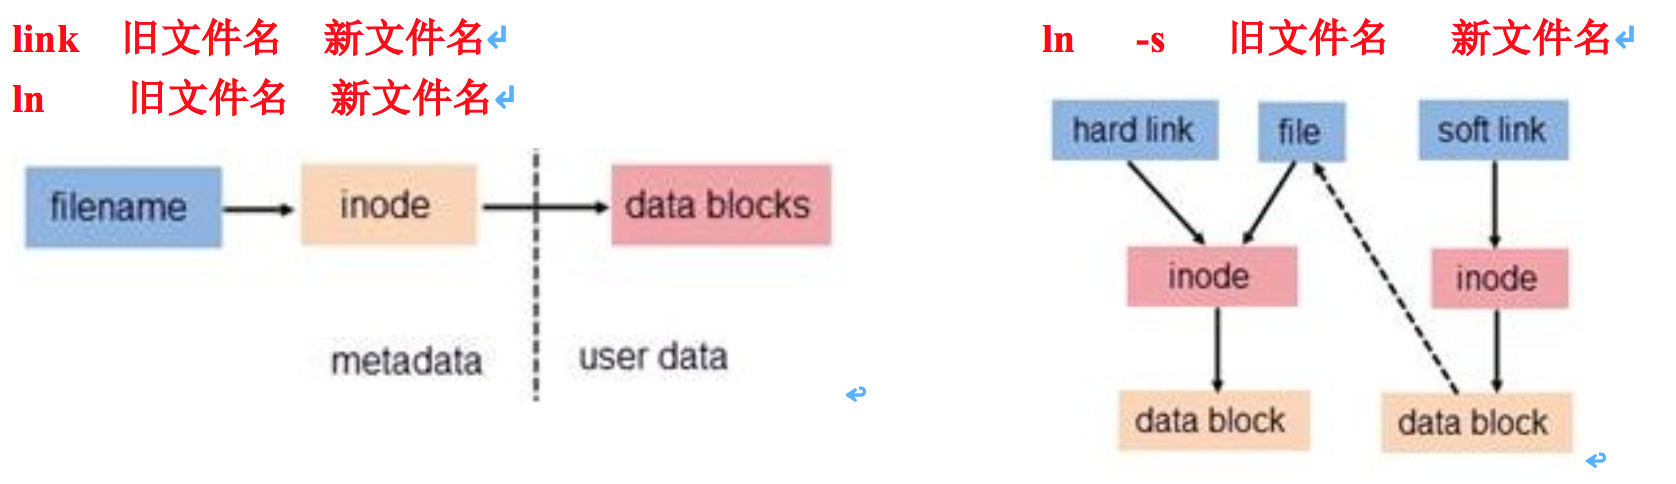 link 旧文件名 新文件名
ln 旧文件名 新文件名
filename inode data blocks
metadata user data
ln -s 旧文件名 新文件名
hard link file soft link
inode inode
data block data block